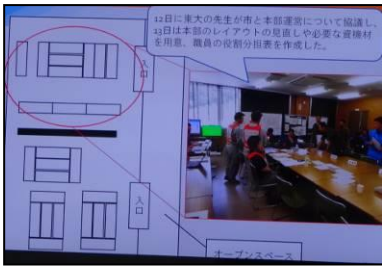 12日に東大の先生が市と本部運営について協議し、
13日は本部のレイアウトの見直しや必要な資機材
を用意、職員の役割分担表を作成した。
入口
入口
オープンスペース